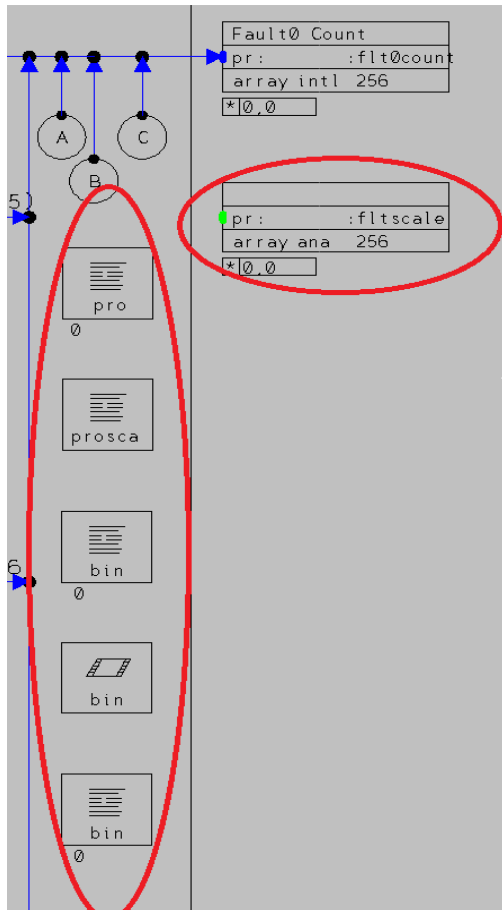 Fault0 Count
pr: :flt0count
array intl 256
*0,0
A
C
B
5)
pr: :fltscale
array ana 256
*0,0
pro
0
prosca
bin
0
6
bin
bin
0